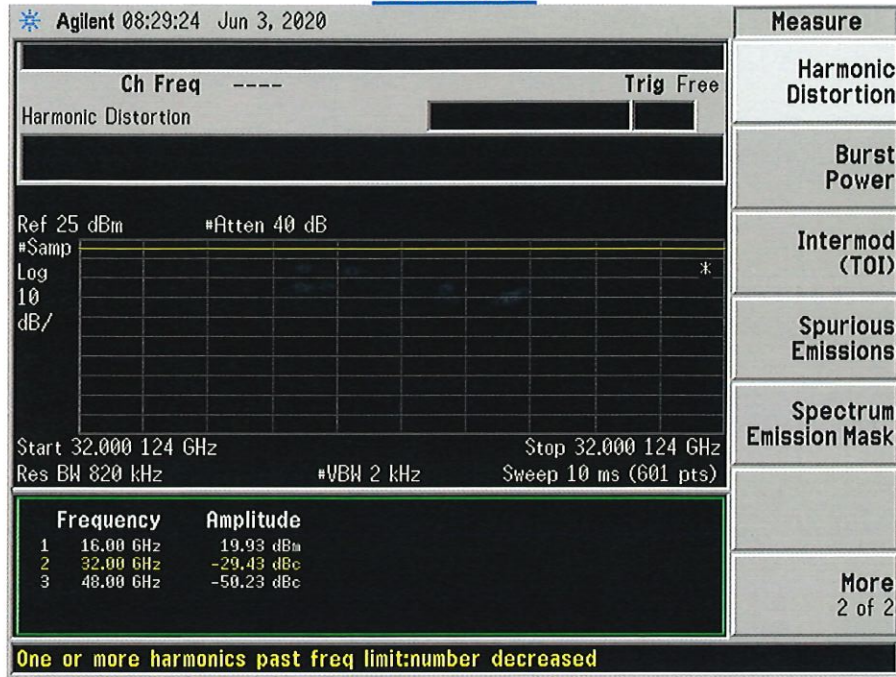 Agilent 08:29:24 Jun 3, 2020
Measure
Ch Freq ---- Trig Free
Harmonic Distortion
Harmonic
Distortion
Burst
Power
Intermod
(TOI)
Spurious
Emissions
Spectrum
Emission Mask
More
2 of 2
Ref 25 dBm #Atten 40 dB
#Samp
Log
10
dB/
*
Start 32.000 124 GHz Stop 32.000 124 GHz
Res BW 820 kHz #VBW 2 kHz Sweep 10 ms (601 pts)
Frequency Amplitude
1 16.00 GHz 19.93 dBm
2 32.00 GHz -29.43 dBc
3 48.00 GHz -50.23 dBc
One or more harmonics past freq limit:number decreased